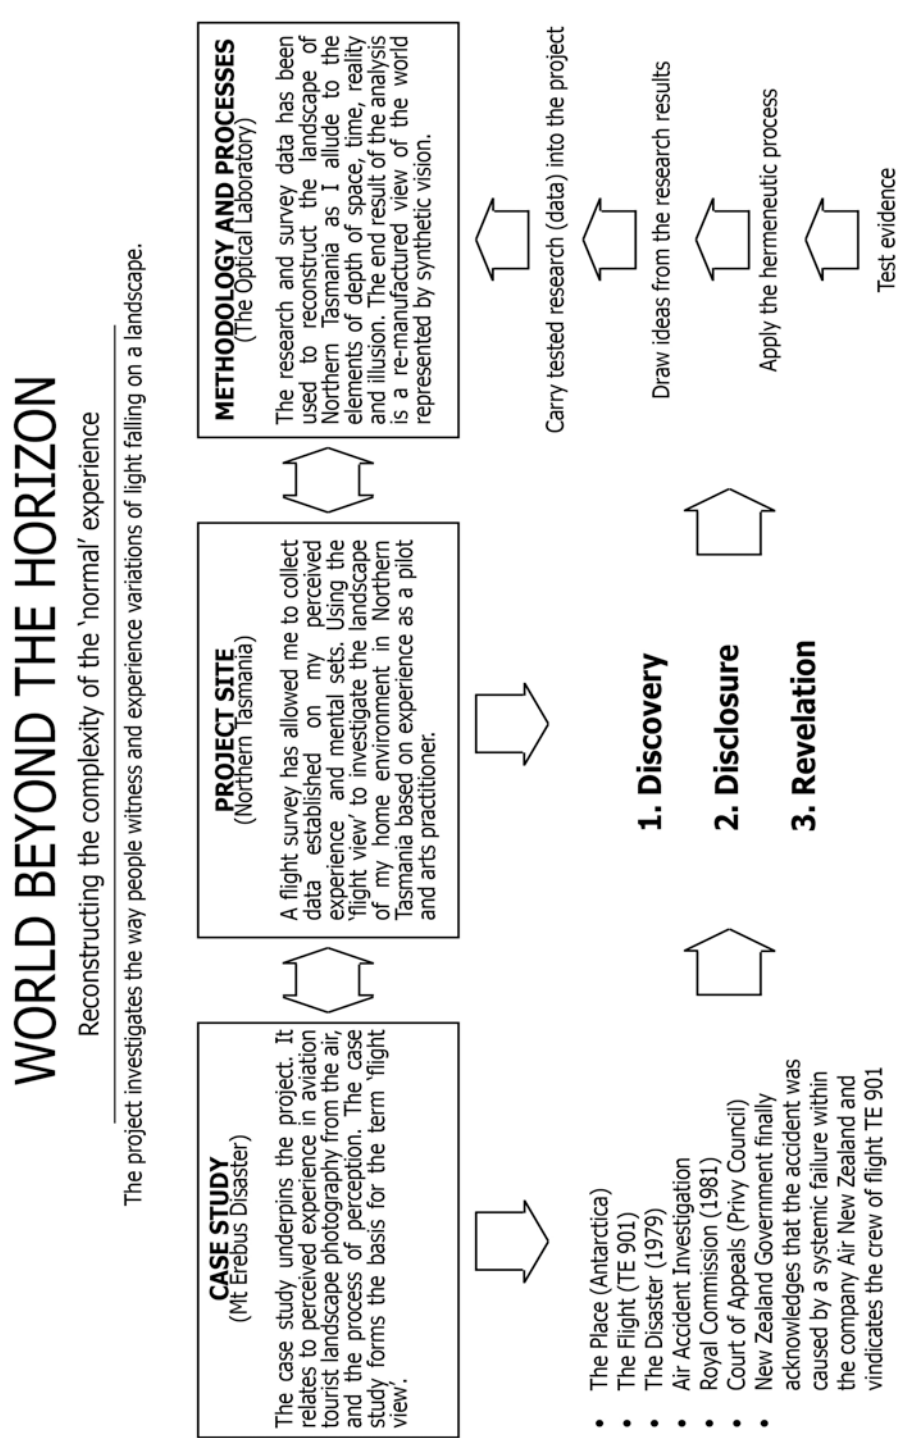 WORLD BEYOND THE HORIZON
Reconstructing the complexity of the ‘normal’ experience
The project investigates the way people witness and experience variations of light falling on a landscape.
CASE STUDY
(Mt Erebus Disaster)
The case study underpins the project. It
relates to perceived experience in aviation
tourist landscape photography from the air,
and the process of perception. The case
study forms the basis for the term ‘flight
view’.
PROJECT SITE
(Northern Tasmania)
A flight survey has allowed me to collect
data established on my perceived
experience and mental sets. Using the
‘flight view’ to investigate the landscape
of my home environment in Northern
Tasmania based on experience as a pilot
and arts practitioner.
METHODOLOGY AND PROCESSES
(The Optical Laboratory)
The research and survey data has been
used to reconstruct the landscape of
Northern Tasmania as I allude to the
elements of depth of space, time, reality
and illusion. The end result of the analysis
is a re-manufactured view of the world
represented by synthetic vision.
• The Place (Antarctica)
• The Flight (TE 901)
• The Disaster (1979)
• Air Accident Investigation
• Royal Commission (1981)
• Court of Appeals (Privy Council)
• New Zealand Government finally
acknowledges that the accident was
caused by a systemic failure within
the company Air New Zealand and
vindicates the crew of flight TE 901
1. Discovery
2. Disclosure
3. Revelation
Carry tested research (data) into the project
Draw ideas from the research results
Apply the hermeneutic process
Test evidence